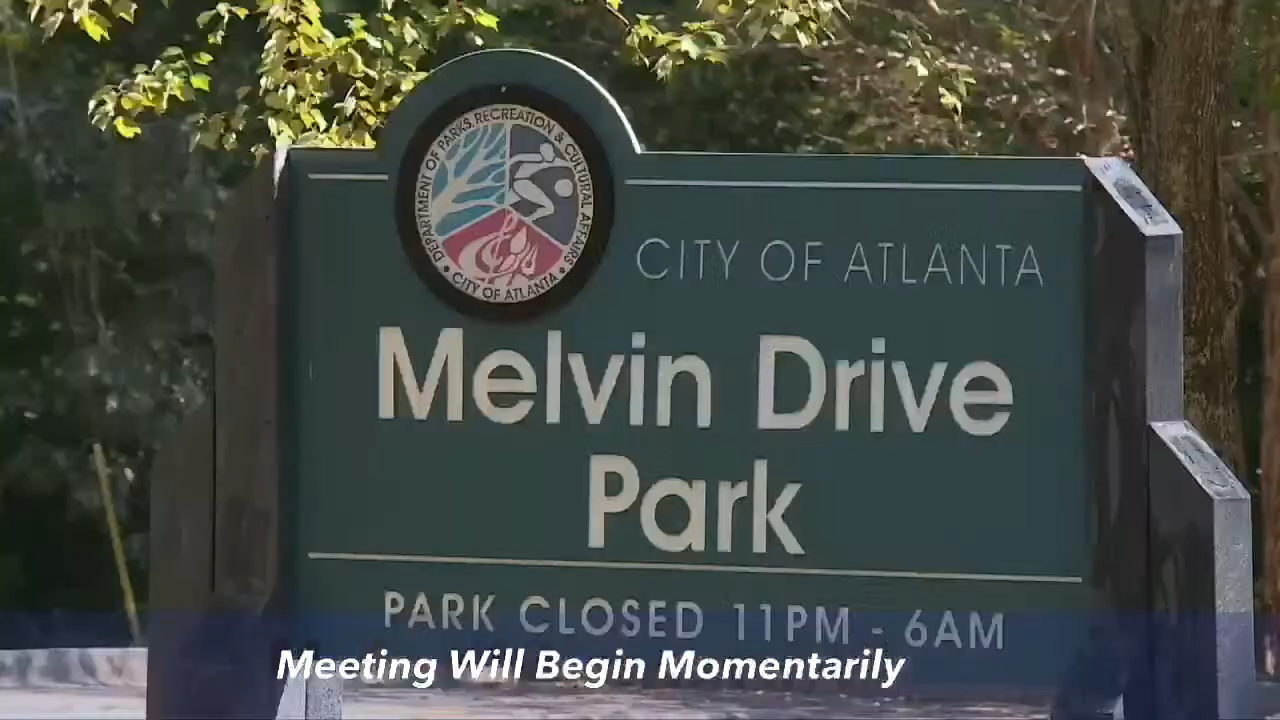 DEPARTMENT OF PARKS, RECREATION & CULTURAL AFFAIRS
• CITY OF ATLANTA •
CITY OF ATLANTA
Melvin Drive
Park
PARK CLOSED 11PM - 6AM
Meeting Will Begin Momentarily